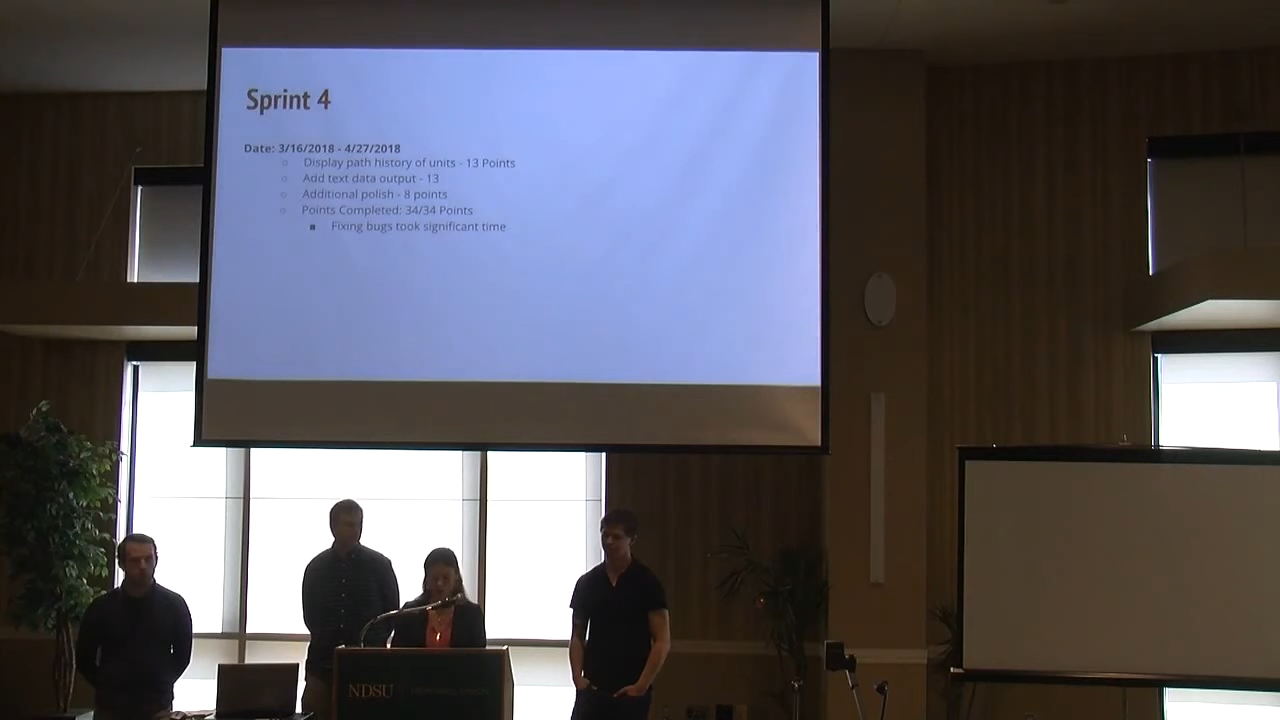 Sprint 4
Date: 3/16/2018 - 4/27/2018
Display path history of units - 13 Points
Add text data output - 13
Additional polish - 8 points
Points Completed: 34/34 Points
Fixing bugs took significant time
NDSU